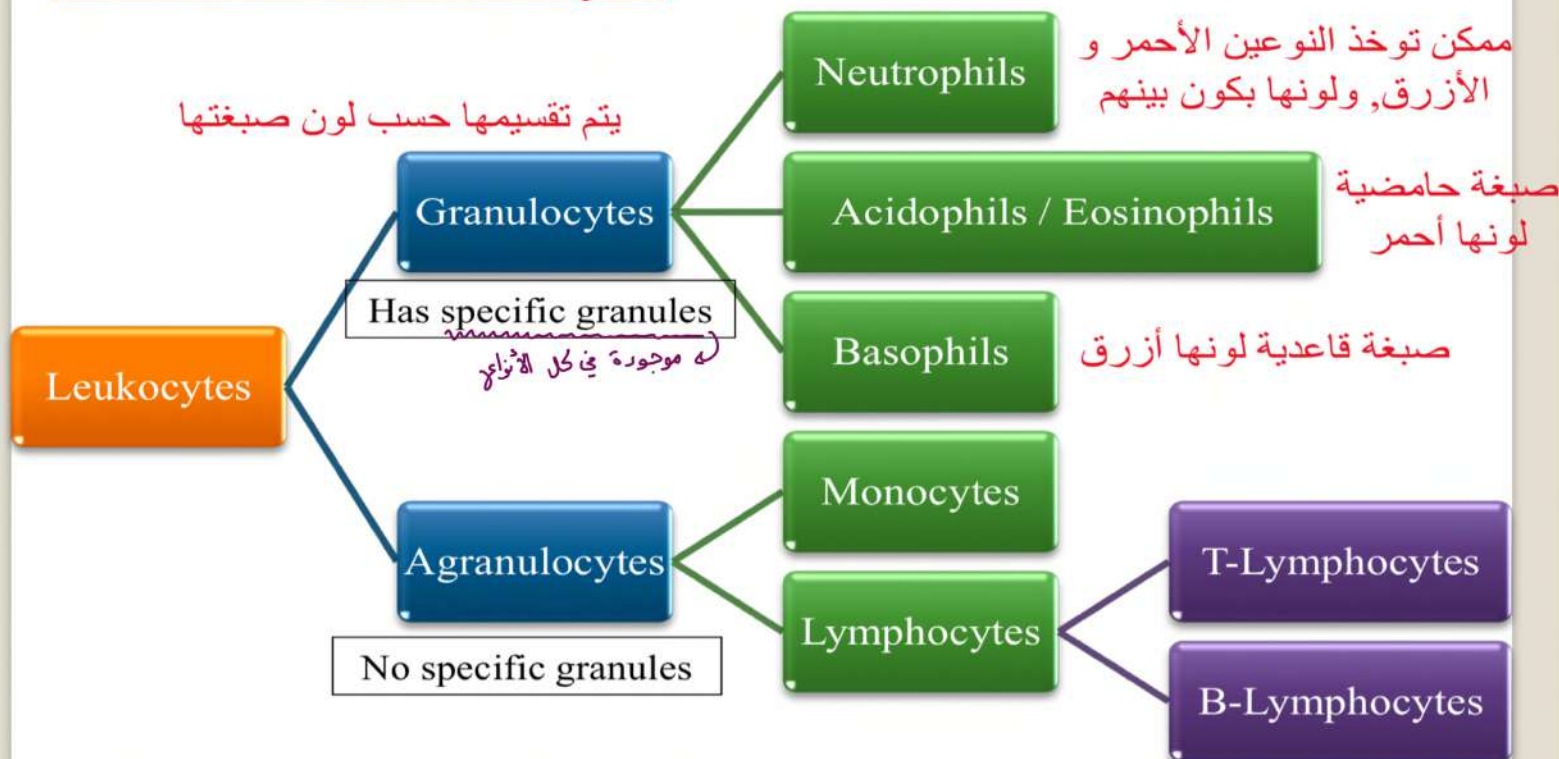 ممكن توخذ النوعين الأحمر و
الأزرق, ولونها بكون بينهم
Neutrophils
يتم تقسيمها حسب لون صبغتها
Granulocytes
Has specific granules
موجودة في كل الأنواع
Acidophils / Eosinophils
صبغة حامضية
لونها أحمر
Basophils
صبغة قاعدية لونها أزرق
Leukocytes
Monocytes
Agranulocytes
No specific granules
Lymphocytes
T-Lymphocytes
B-Lymphocytes